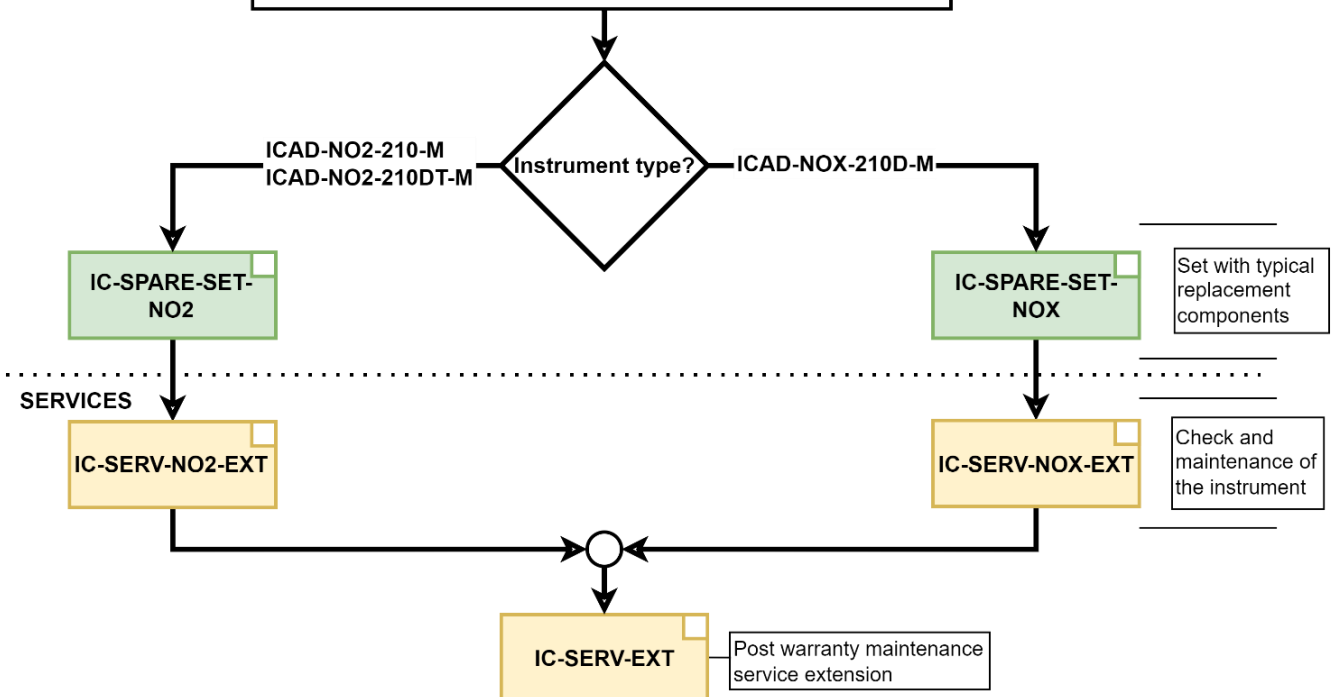 ICAD-NO2-210-M
ICAD-NO2-210DT-M
Instrument type?
ICAD-NOX-210D-M
IC-SPARE-SET-
NO2
IC-SPARE-SET-
NOX
Set with typical
replacement
components
SERVICES
IC-SERV-NO2-EXT
IC-SERV-NOX-EXT
Check and
maintenance of
the instrument
IC-SERV-EXT
Post warranty maintenance
service extension